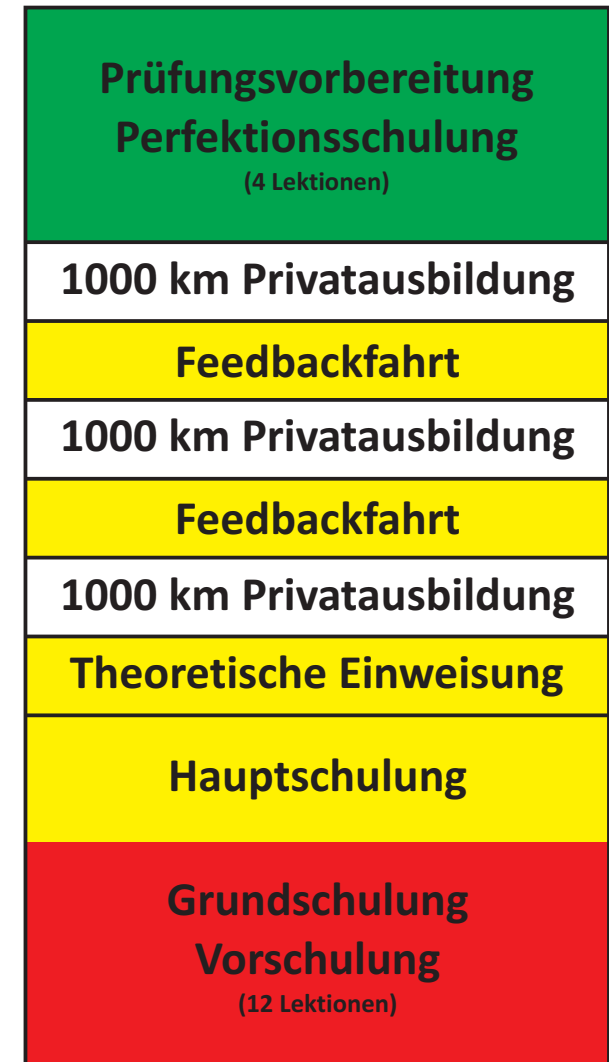 Prüfungsvorbereitung
Perfektionsschulung
(4 Lektionen)
1000 km Privatausbildung
Feedbackfahrt
1000 km Privatausbildung
Feedbackfahrt
1000 km Privatausbildung
Theoretische Einweisung
Hauptschulung
Grundschulung
Vorschulung
(12 Lektionen)